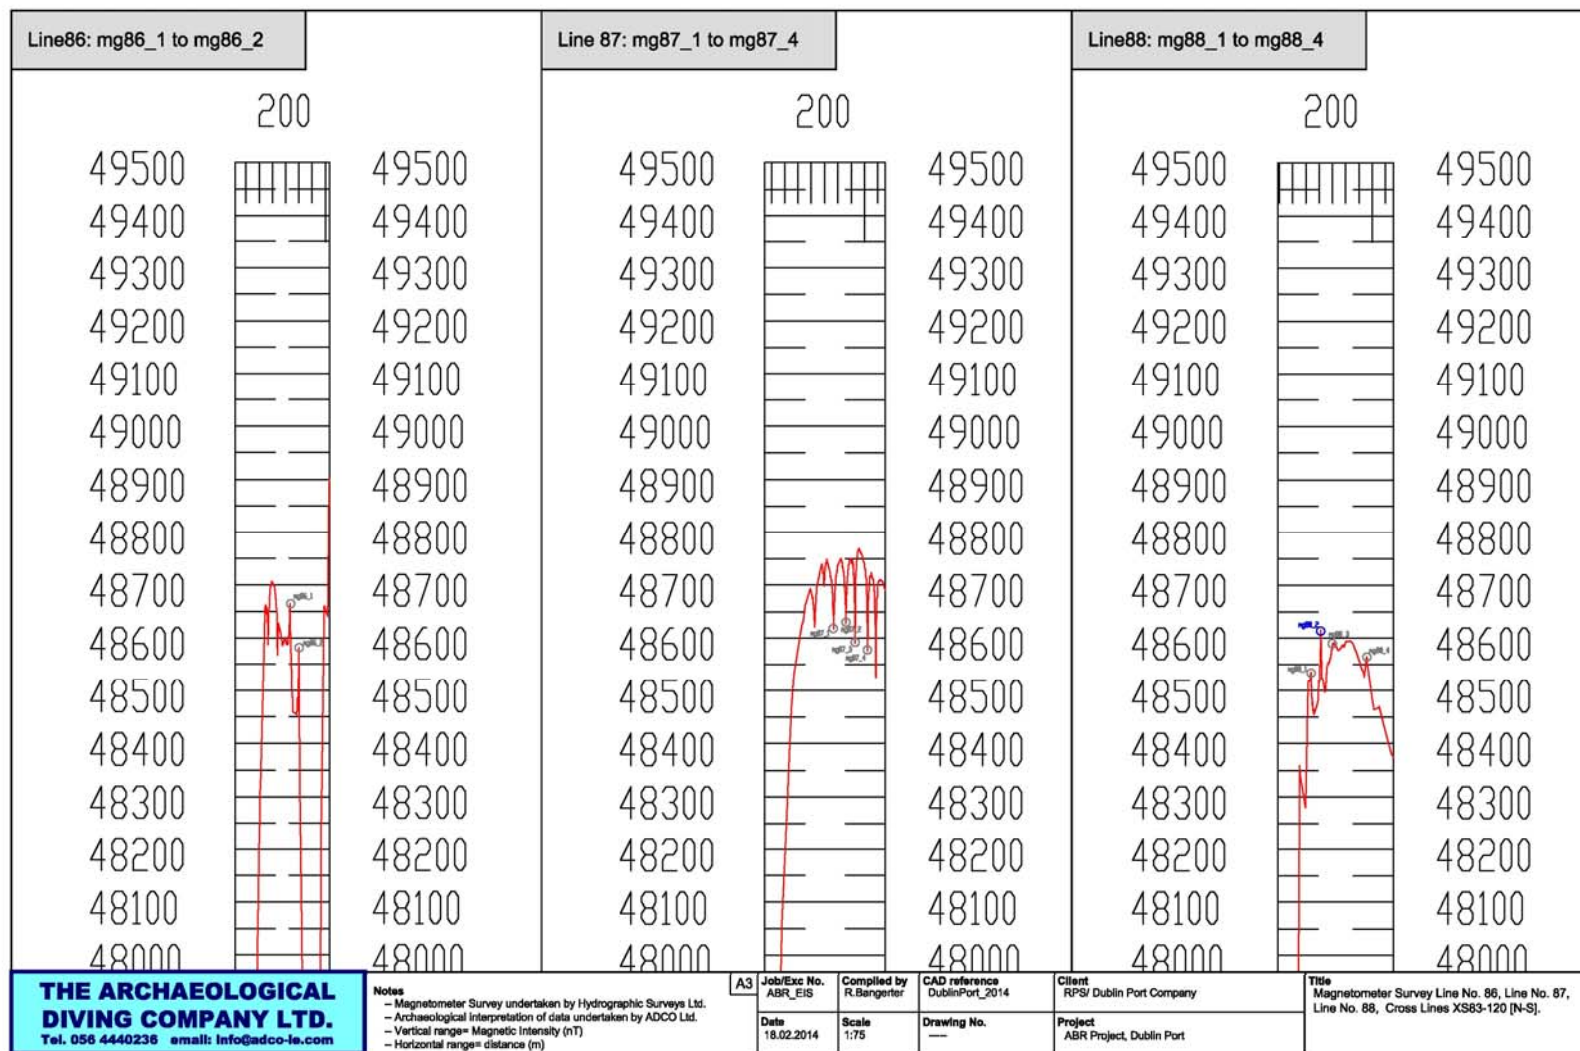 Line86: mg86_1 to mg86_2
200
49500 49500
49400 49400
49300 49300
49200 49200
49100 49100
49000 49000
48900 48900
48800 48800
48700 48700
mg86_1
48600 48600
mg86_2
48500 48500
48400 48400
48300 48300
48200 48200
48100 48100
48000 48000
Line 87: mg87_1 to mg87_4
200
49500 49500
49400 49400
49300 49300
49200 49200
49100 49100
49000 49000
48900 48900
48800 48800
48700 48700
mg87_1 mg87_2
48600 48600
mg87_3
mg87_4
48500 48500
48400 48400
48300 48300
48200 48200
48100 48100
48000 48000
Line88: mg88_1 to mg88_4
200
49500 49500
49400 49400
49300 49300
49200 49200
49100 49100
49000 49000
48900 48900
48800 48800
48700 48700
mg88_2
mg88_3
48600 48600
mg88_4
mg88_1
48500 48500
48400 48400
48300 48300
48200 48200
48100 48100
48000 48000
THE ARCHAEOLOGICAL
DIVING COMPANY LTD.
Tel. 056 4440236 email: info@adco-ie.com
Notes
– Magnetometer Survey undertaken by Hydrographic Surveys Ltd.
– Archaeological interpretation of data undertaken by ADCO Ltd.
– Vertical range= Magnetic Intensity (nT)
– Horizontal range= distance (m)
A3
Job/Exc No.
ABR_EIS
Compiled by
R.Bangerter
CAD reference
DublinPort_2014
Client
RPS/ Dublin Port Company
Title
Magnetometer Survey Line No. 86, Line No. 87,
Line No. 88, Cross Lines XS83-120 [N-S].
Date
18.02.2014
Scale
1:75
Drawing No.
-----
Project
ABR Project, Dublin Port